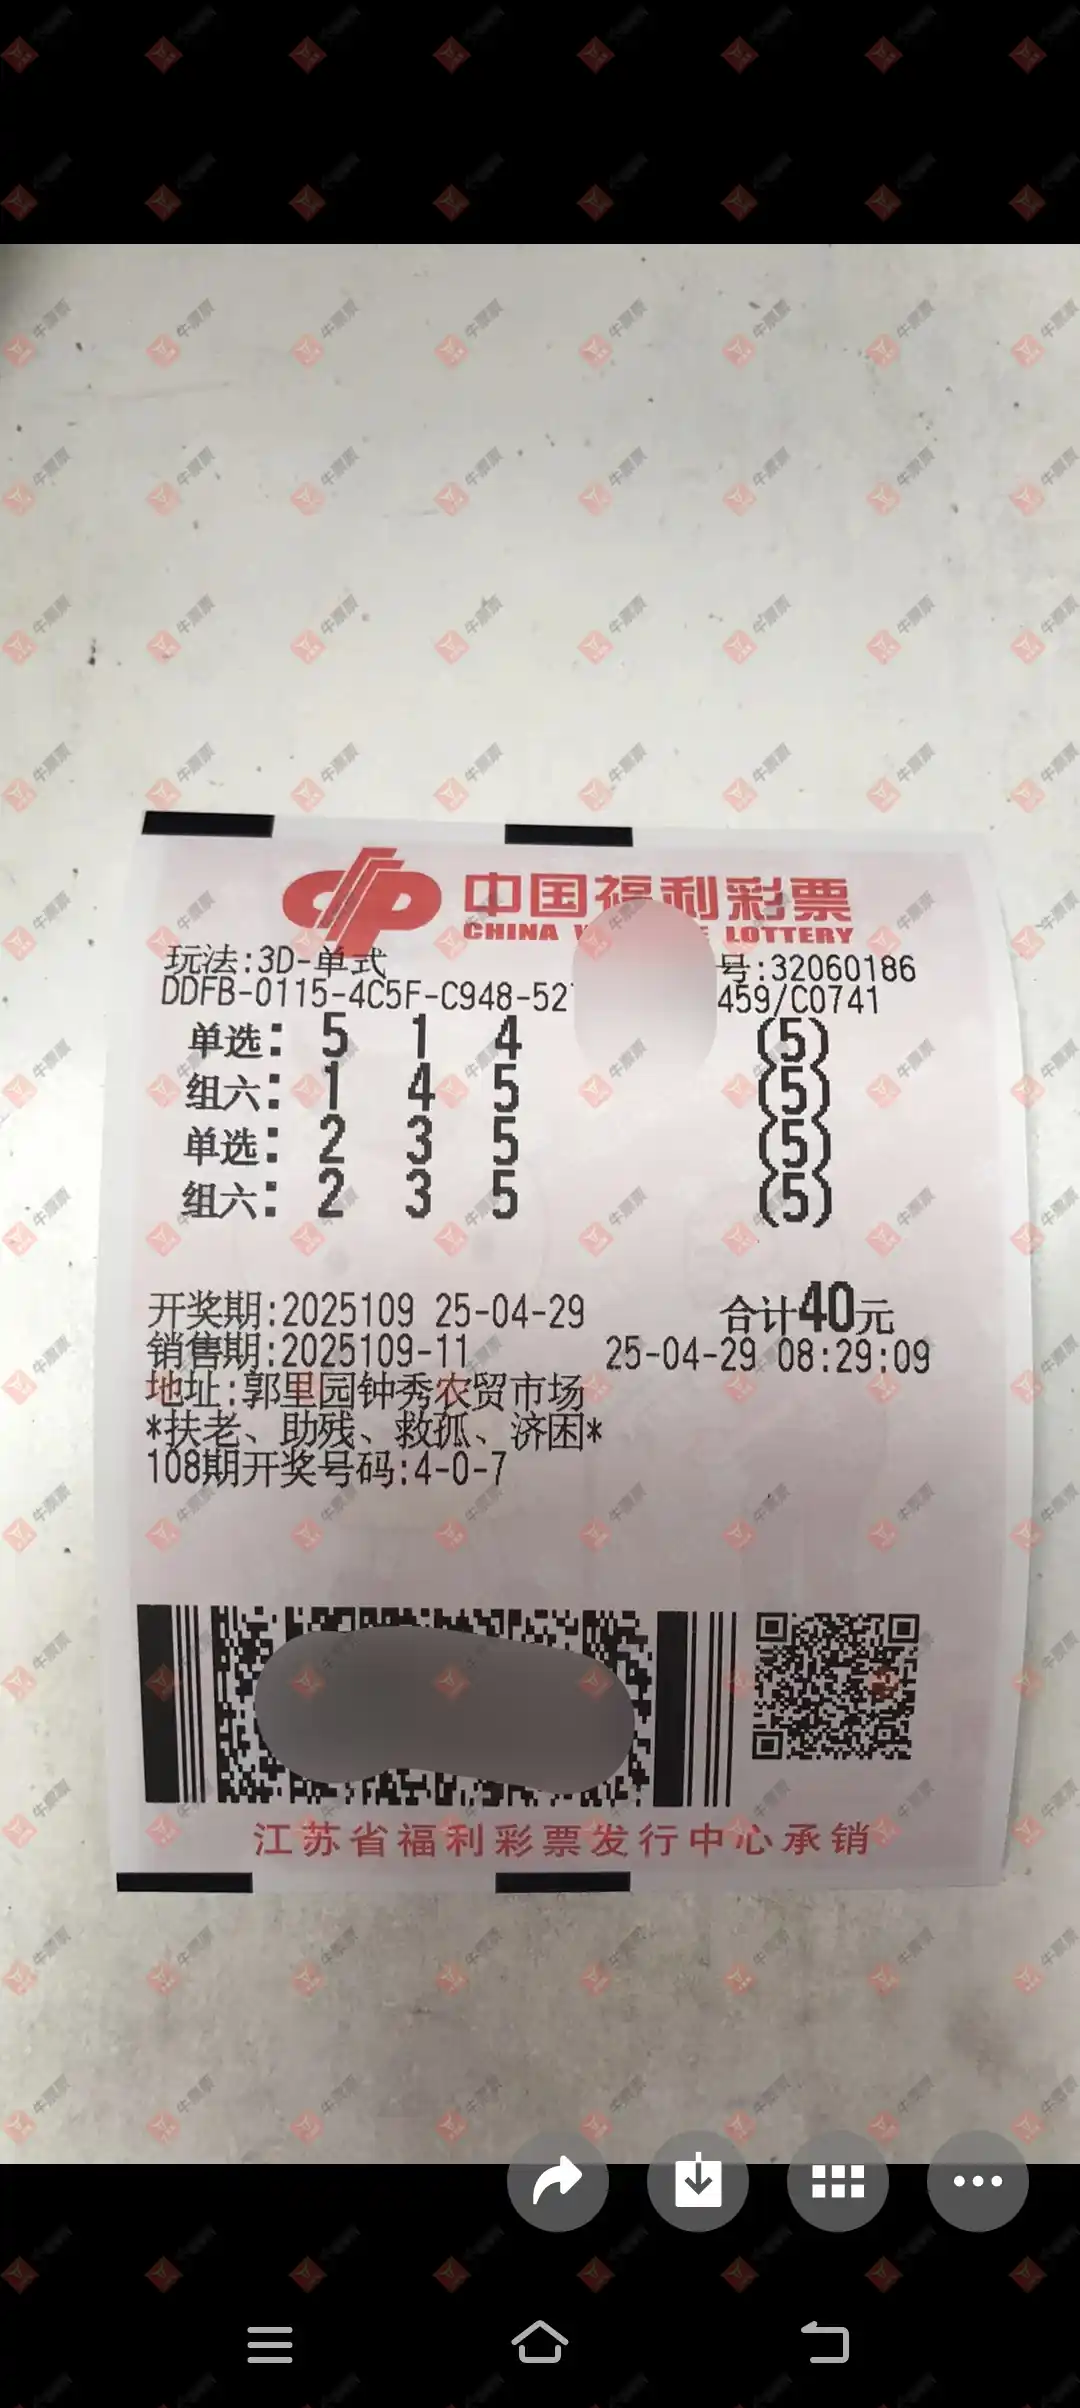 中国福利彩票
CHINA LOTTERY
玩法:3D-单式 号:32060186
DDFB-0115-4C5F-C948-52 459/C0741
单选: 5 1 4 (5)
组六: 1 4 5 (5)
单选: 2 3 5 (5)
组六: 2 3 5 (5)
开奖期:2025109 25-04-29 合计40元
销售期:2025109-11 25-04-29 08:29:09
地址:郭里园钟秀农贸市场
*扶老、助残、救孤、济困*
108期开奖号码:4-0-7
江苏省福利彩票发行中心承销
牛票票